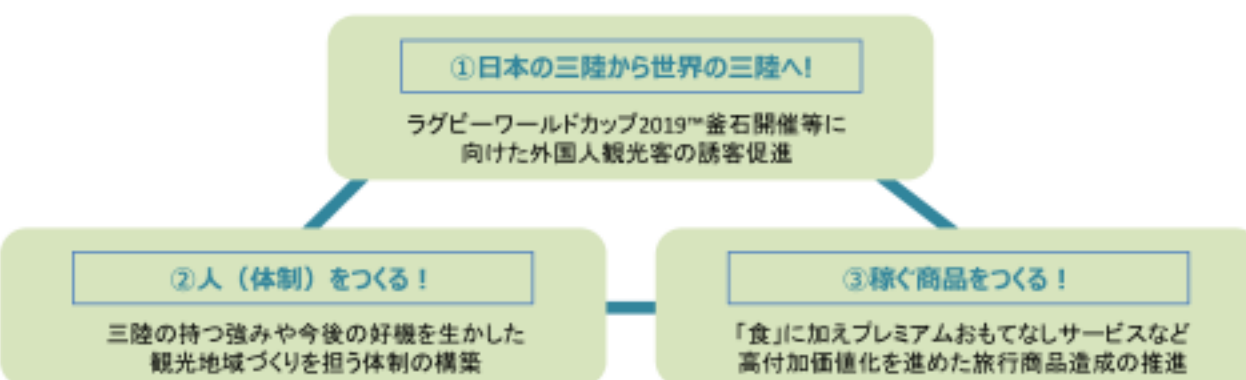 ①日本の三陸から世界の三陸へ!
ラグビーワールドカップ2019™釜石開催等に
向けた外国人観光客の誘客促進
②人（体制）をつくる！
三陸の持つ強みや今後の好機を生かした
観光地域づくりを担う体制の構築
③稼ぐ商品をつくる！
「食」に加えプレミアムおもてなしサービスなど
高付加価値化を進めた旅行商品造成の推進